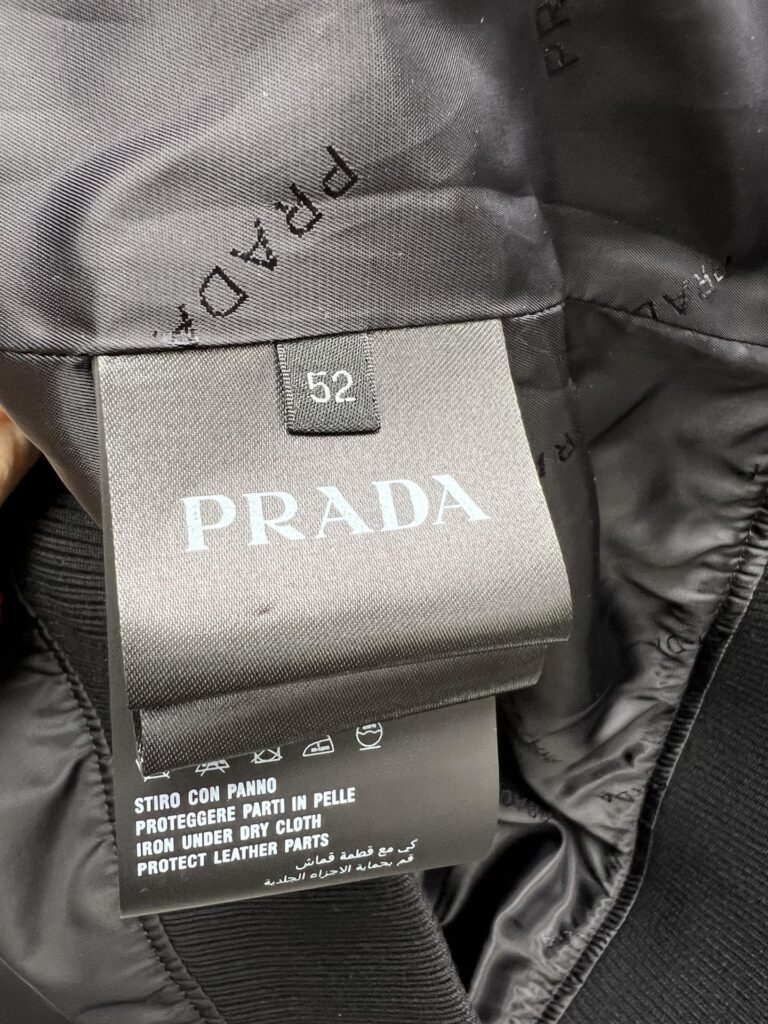 PRADA
52
PRADA
STIRO CON PANNO
PROTEGGERE PARTI IN PELLE
IRON UNDER DRY CLOTH
PROTECT LEATHER PARTS
كي مع قطعة قماش
قم بحماية الاجزاء الجلدية